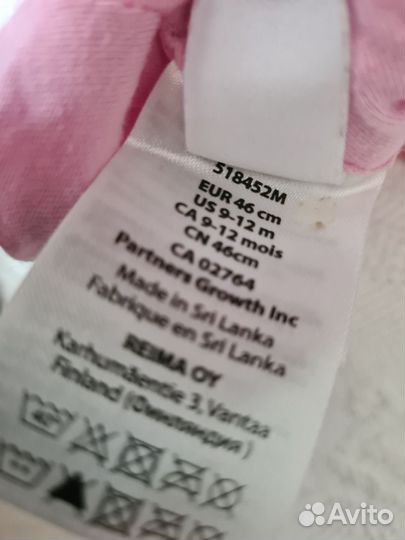 518452M
EUR 46 cm
US 9-12 m
CA 9-12 mois
CN 46cm
CA 02764
Partners Growth Inc
Made in Sri Lanka
Fabrique en Sri Lanka
REIMA OY
Karhumäentie 3, Vantaa
Finland (Финляндия)
Avito